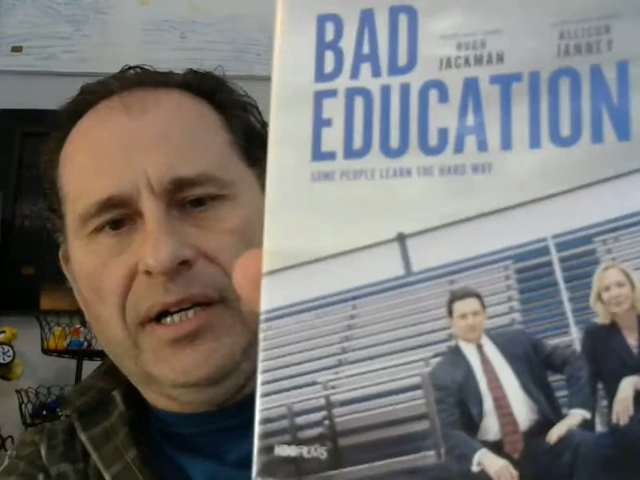 BAD
HUGH
JACKMAN
ALLISON
JANNEY
EDUCATION
SOME PEOPLE LEARN THE HARD WAY
HBO FILMS